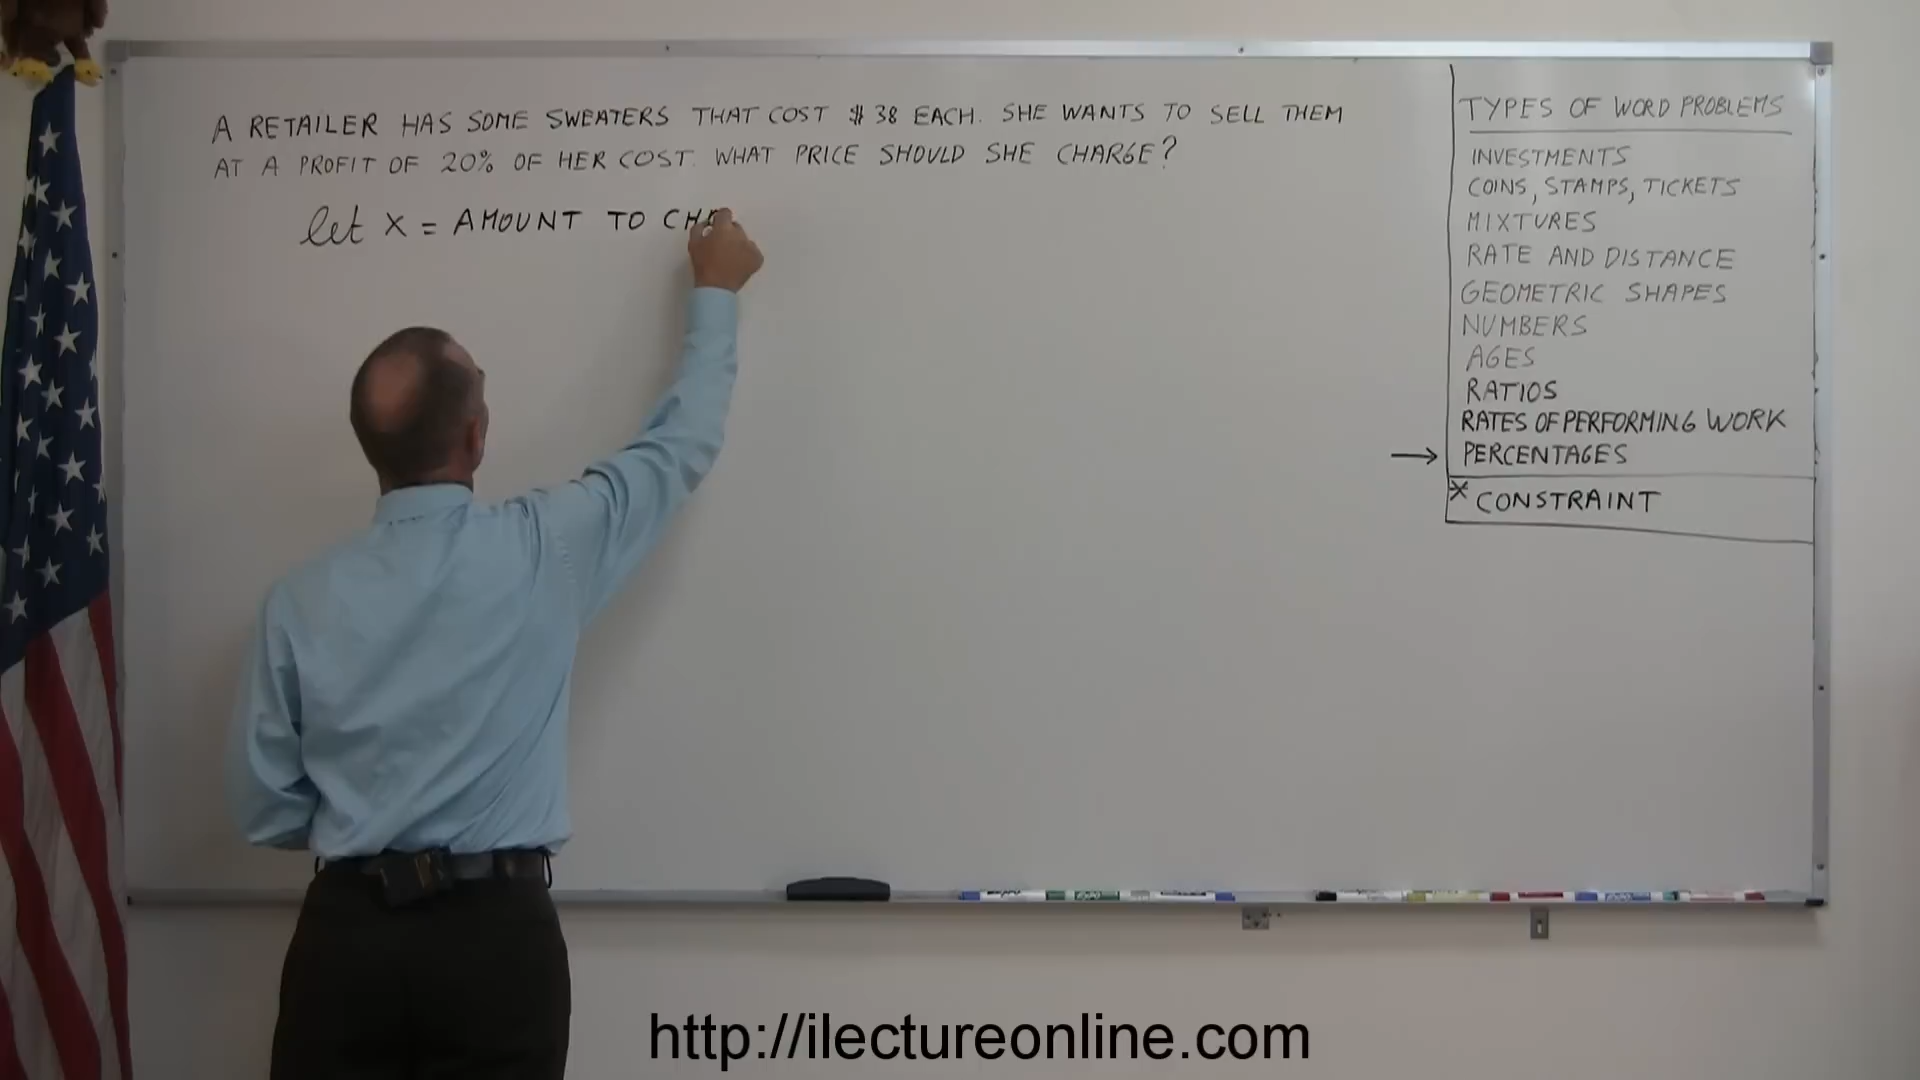 A RETAILER HAS SOME SWEATERS THAT COST $38 EACH. SHE WANTS TO SELL THEM
AT A PROFIT OF 20% OF HER COST. WHAT PRICE SHOULD SHE CHARGE?
let X = AMOUNT TO CH
TYPES OF WORD PROBLEMS
INVESTMENTS
COINS, STAMPS, TICKETS
MIXTURES
RATE AND DISTANCE
GEOMETRIC SHAPES
NUMBERS
AGES
RATIOS
RATES OF PERFORMING WORK
→ PERCENTAGES
* CONSTRAINT
http://ilectureonline.com